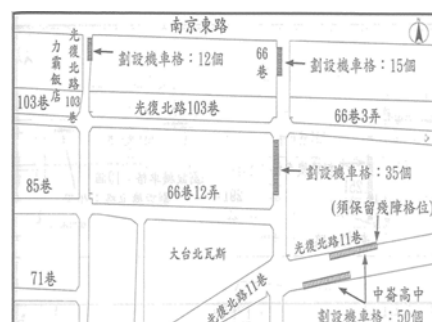 南京東路
光復北路103巷
力霸飯店
劃設機車格：12個
66巷
劃設機車格：15個
103巷
光復北路103巷
66巷3弄
劃設機車格：35個
(須保留殘障格位)
85巷
66巷12弄
大台北瓦斯
光復北路11巷
光復北路11巷
71巷
中崙高中
劃設機車格：50個